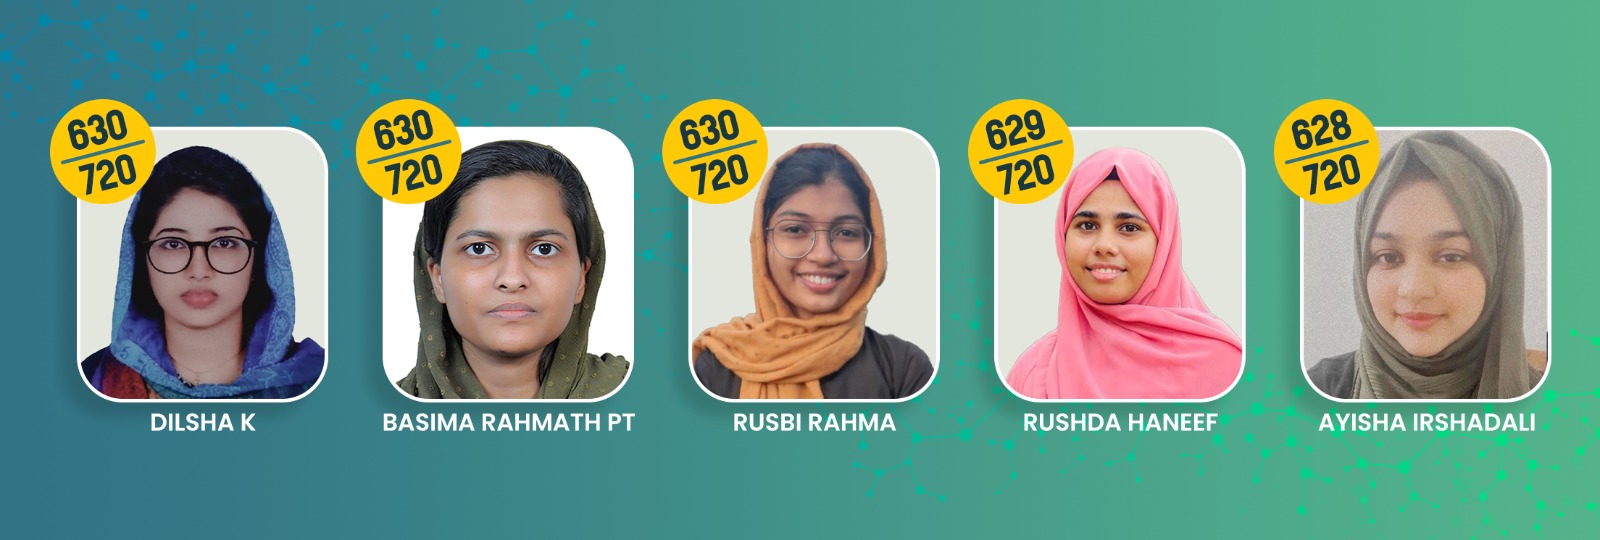 630
720
630
720
630
720
629
720
628
720
DILSHA K
BASIMA RAHMATH PT
RUSBI RAHMA
RUSHDA HANEEF
AYISHA IRSHADALI